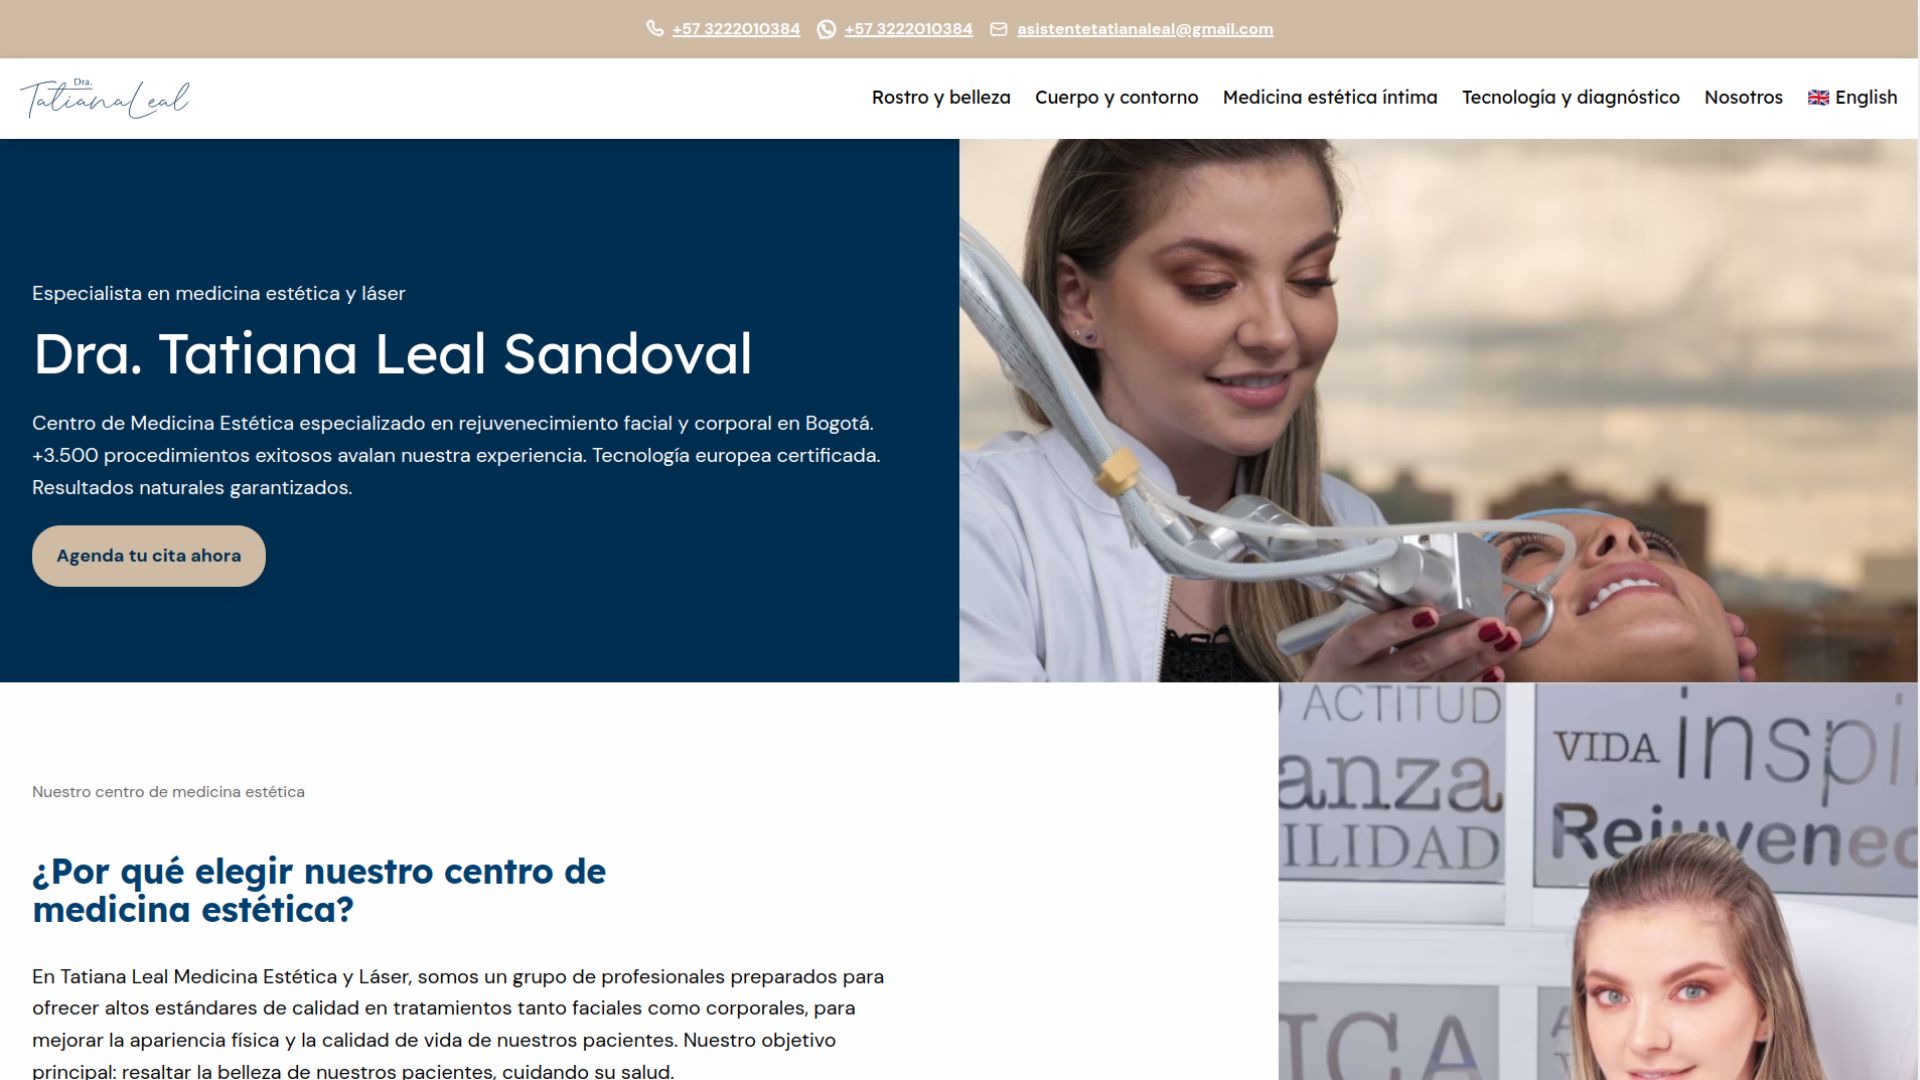 +57 3222010384 +57 3222010384 asistentetatianaleal@gmail.com
Dra.
Tatiana Leal
Rostro y belleza Cuerpo y contorno Medicina estética íntima Tecnología y diagnóstico Nosotros English
Especialista en medicina estética y láser
Dra. Tatiana Leal Sandoval
Centro de Medicina Estética especializado en rejuvenecimiento facial y corporal en Bogotá.
+3.500 procedimientos exitosos avalan nuestra experiencia. Tecnología europea certificada.
Resultados naturales garantizados.
Agenda tu cita ahora
Nuestro centro de medicina estética
¿Por qué elegir nuestro centro de
medicina estética?
En Tatiana Leal Medicina Estética y Láser, somos un grupo de profesionales preparados para
ofrecer altos estándares de calidad en tratamientos tanto faciales como corporales, para
mejorar la apariencia física y la calidad de vida de nuestros pacientes. Nuestro objetivo
principal: resaltar la belleza de nuestros pacientes, cuidando su salud.
ACTITUD
VIDA